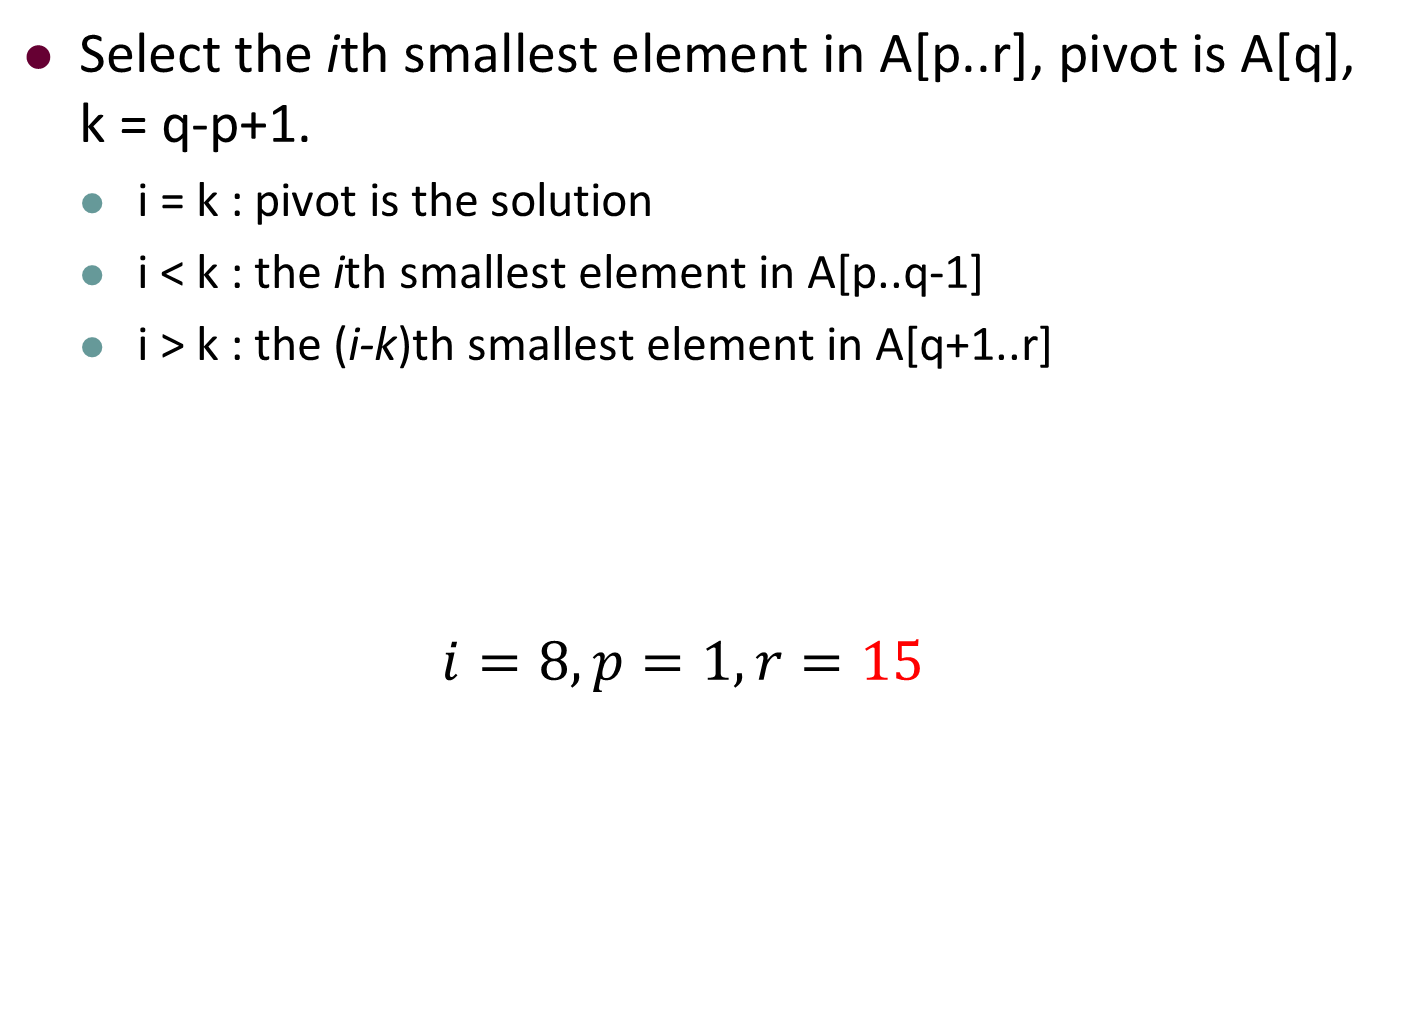 Select the ith smallest element in A[p..r], pivot is A[q],
k = q-p+1.
i = k : pivot is the solution
i < k : the ith smallest element in A[p..q-1]
i > k : the (i-k)th smallest element in A[q+1..r]
i = 8, p = 1, r = 15